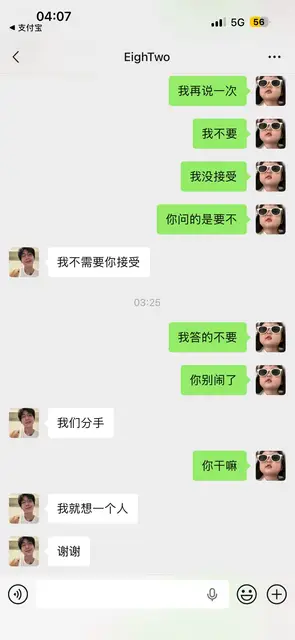 04:07
5G
56
◀ 支付宝
EighTwo
我再说一次
我不要
我没接受
你问的是要不
我不需要你接受
03:25
我答的不要
你别闹了
我们分手
你干嘛
我就想一个人
谢谢